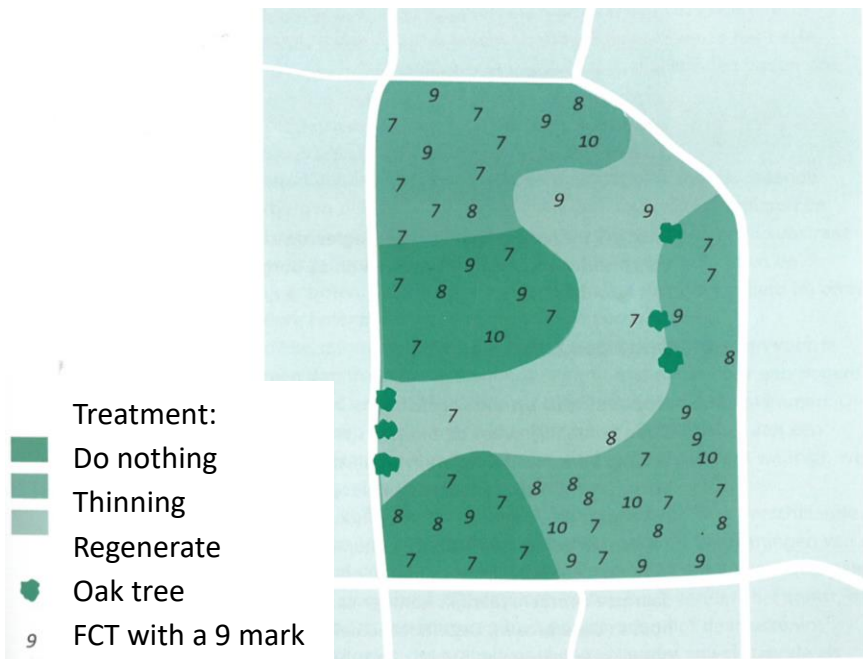 9
7 9 8
7 7 10
9
7 7
9
7 8 9
7 7
9 7
7
7 8 9
7 7 9
10
7 8
7 9
8 9
7 10
7 8 8 7
7 8 10 7
8 8 9 10 7 8 8
7 7 7 9 7 9 9
Treatment:
Do nothing
Thinning
Regenerate
Oak tree
9 FCT with a 9 mark